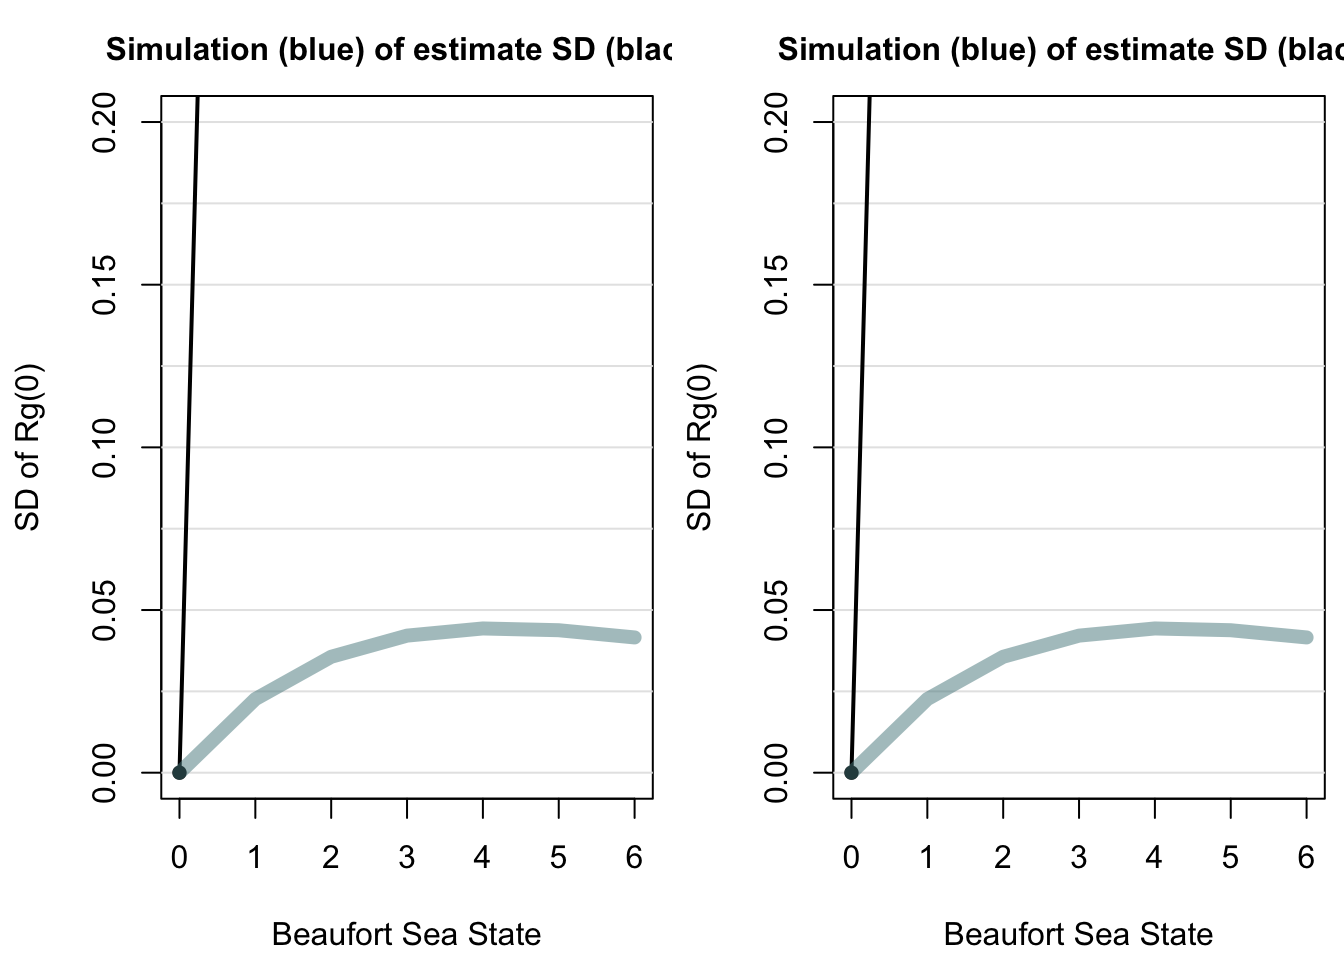 Simulation (blue) of estimate SD (blac
SD of Rg(0)
0.20
0.15
0.10
0.05
0.00
0 1 2 3 4 5 6
Beaufort Sea State
Simulation (blue) of estimate SD (blac
SD of Rg(0)
0.20
0.15
0.10
0.05
0.00
0 1 2 3 4 5 6
Beaufort Sea State